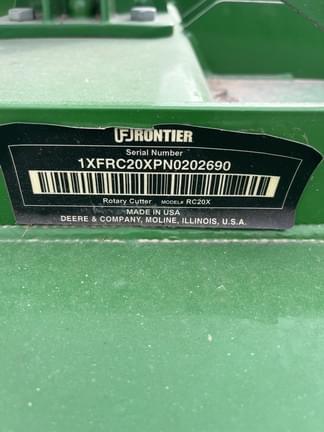 FRONTIER
Serial Number
1XFRC20XPN0202690
Rotary Cutter MODEL# RC20X
MADE IN USA
DEERE & COMPANY, MOLINE, ILLINOIS, U.S.A.